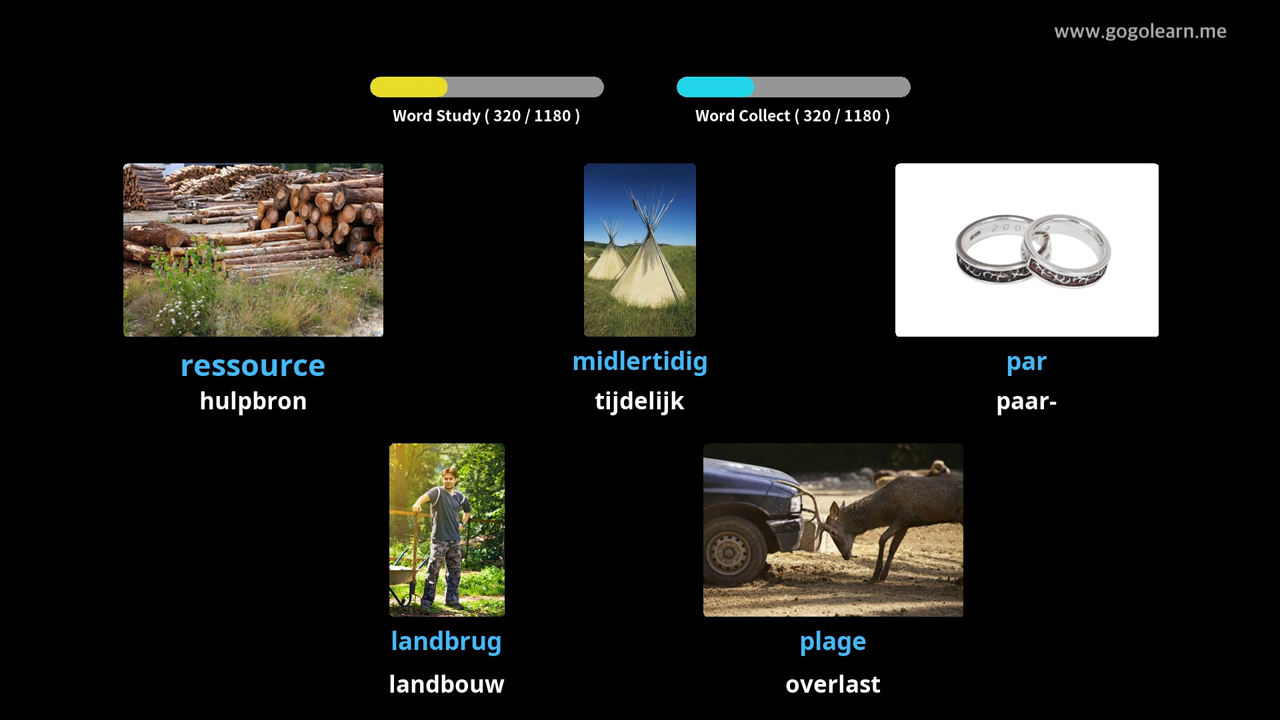 www.gogolearn.me
Word Study ( 320 / 1180 )
Word Collect ( 320 / 1180 )
ressource
hulpbron
midlertidig
tijdelijk
par
paar-
landbrug
landbouw
plage
overlast